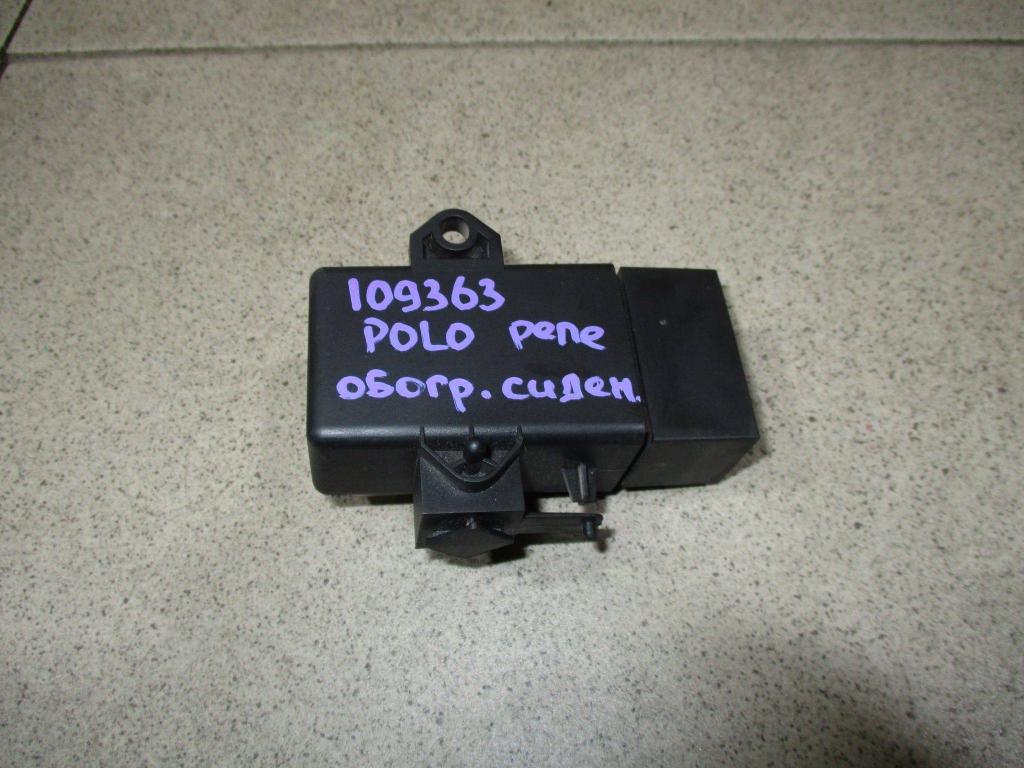 109363
POLO реле
обогр. сиден.